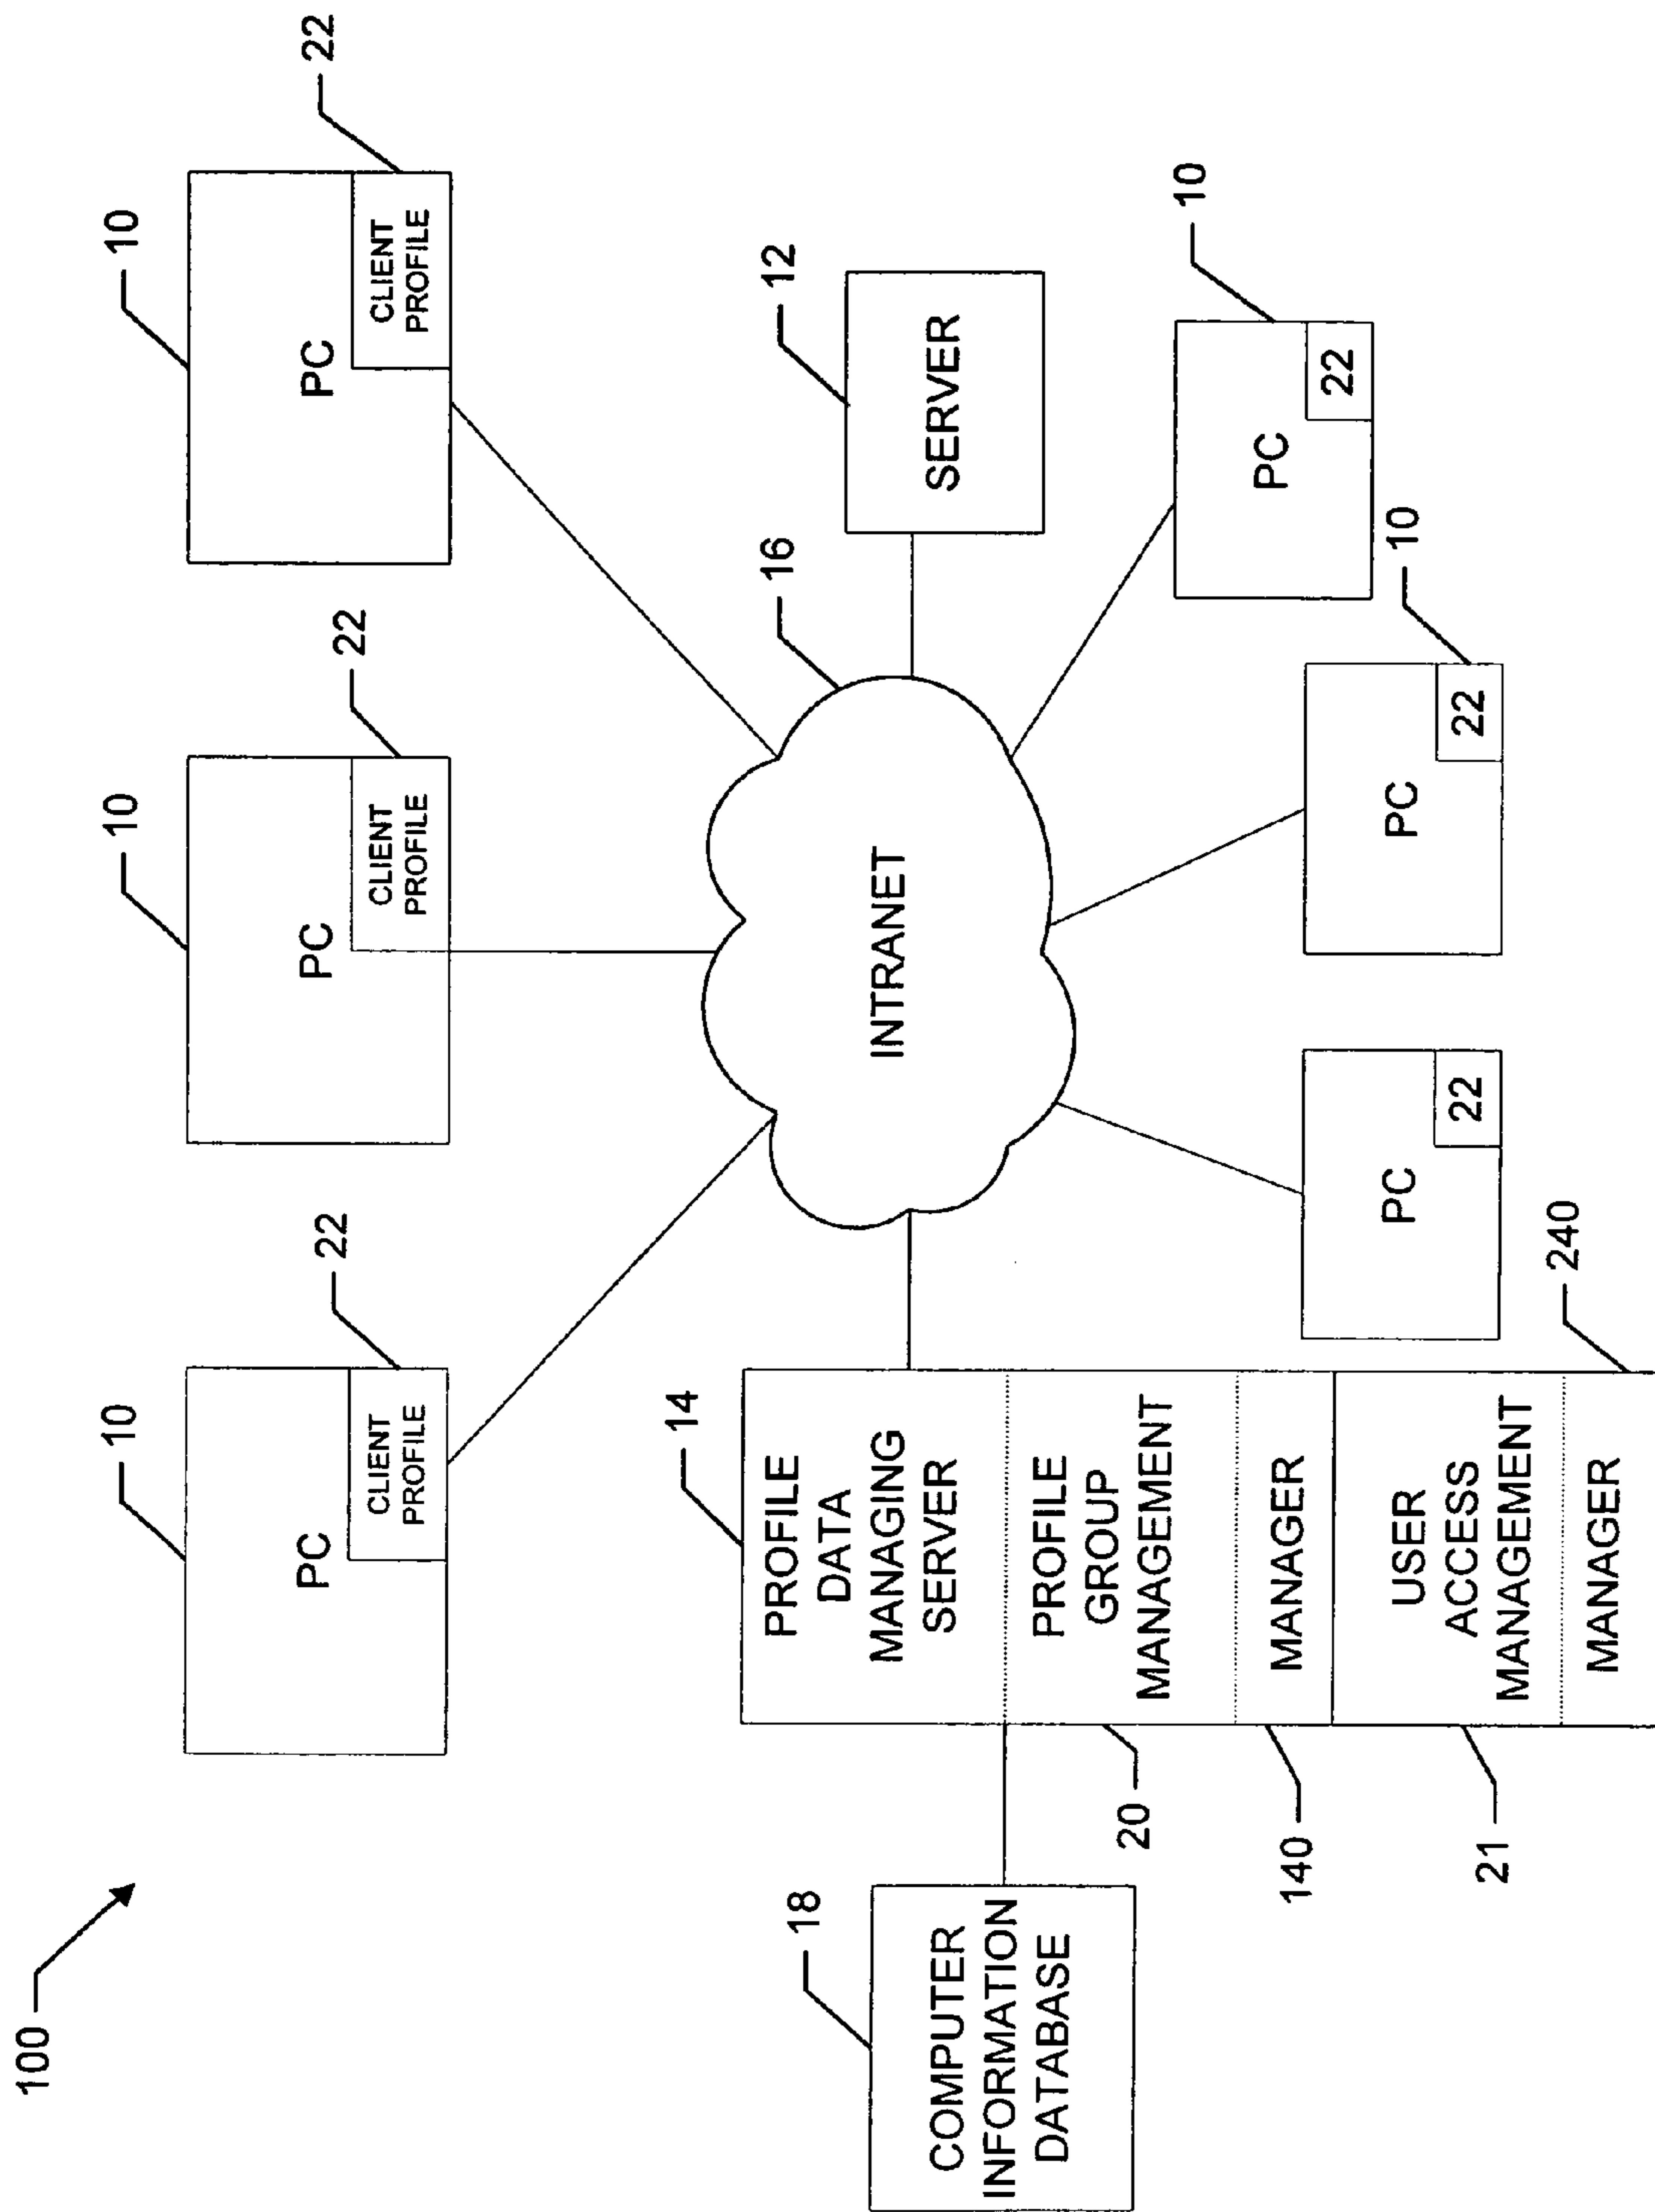 100
10
PC
CLIENT
PROFILE
22
10
PC
CLIENT
PROFILE
22
10
PC
CLIENT
PROFILE
22
18
COMPUTER
INFORMATION
DATABASE
14
PROFILE
DATA
MANAGING
SERVER
PROFILE
GROUP
MANAGEMENT
20
MANAGER
140
USER
ACCESS
MANAGEMENT
21
MANAGER
240
INTRANET
16
SERVER
12
PC
22
PC
22
10
PC
22
10